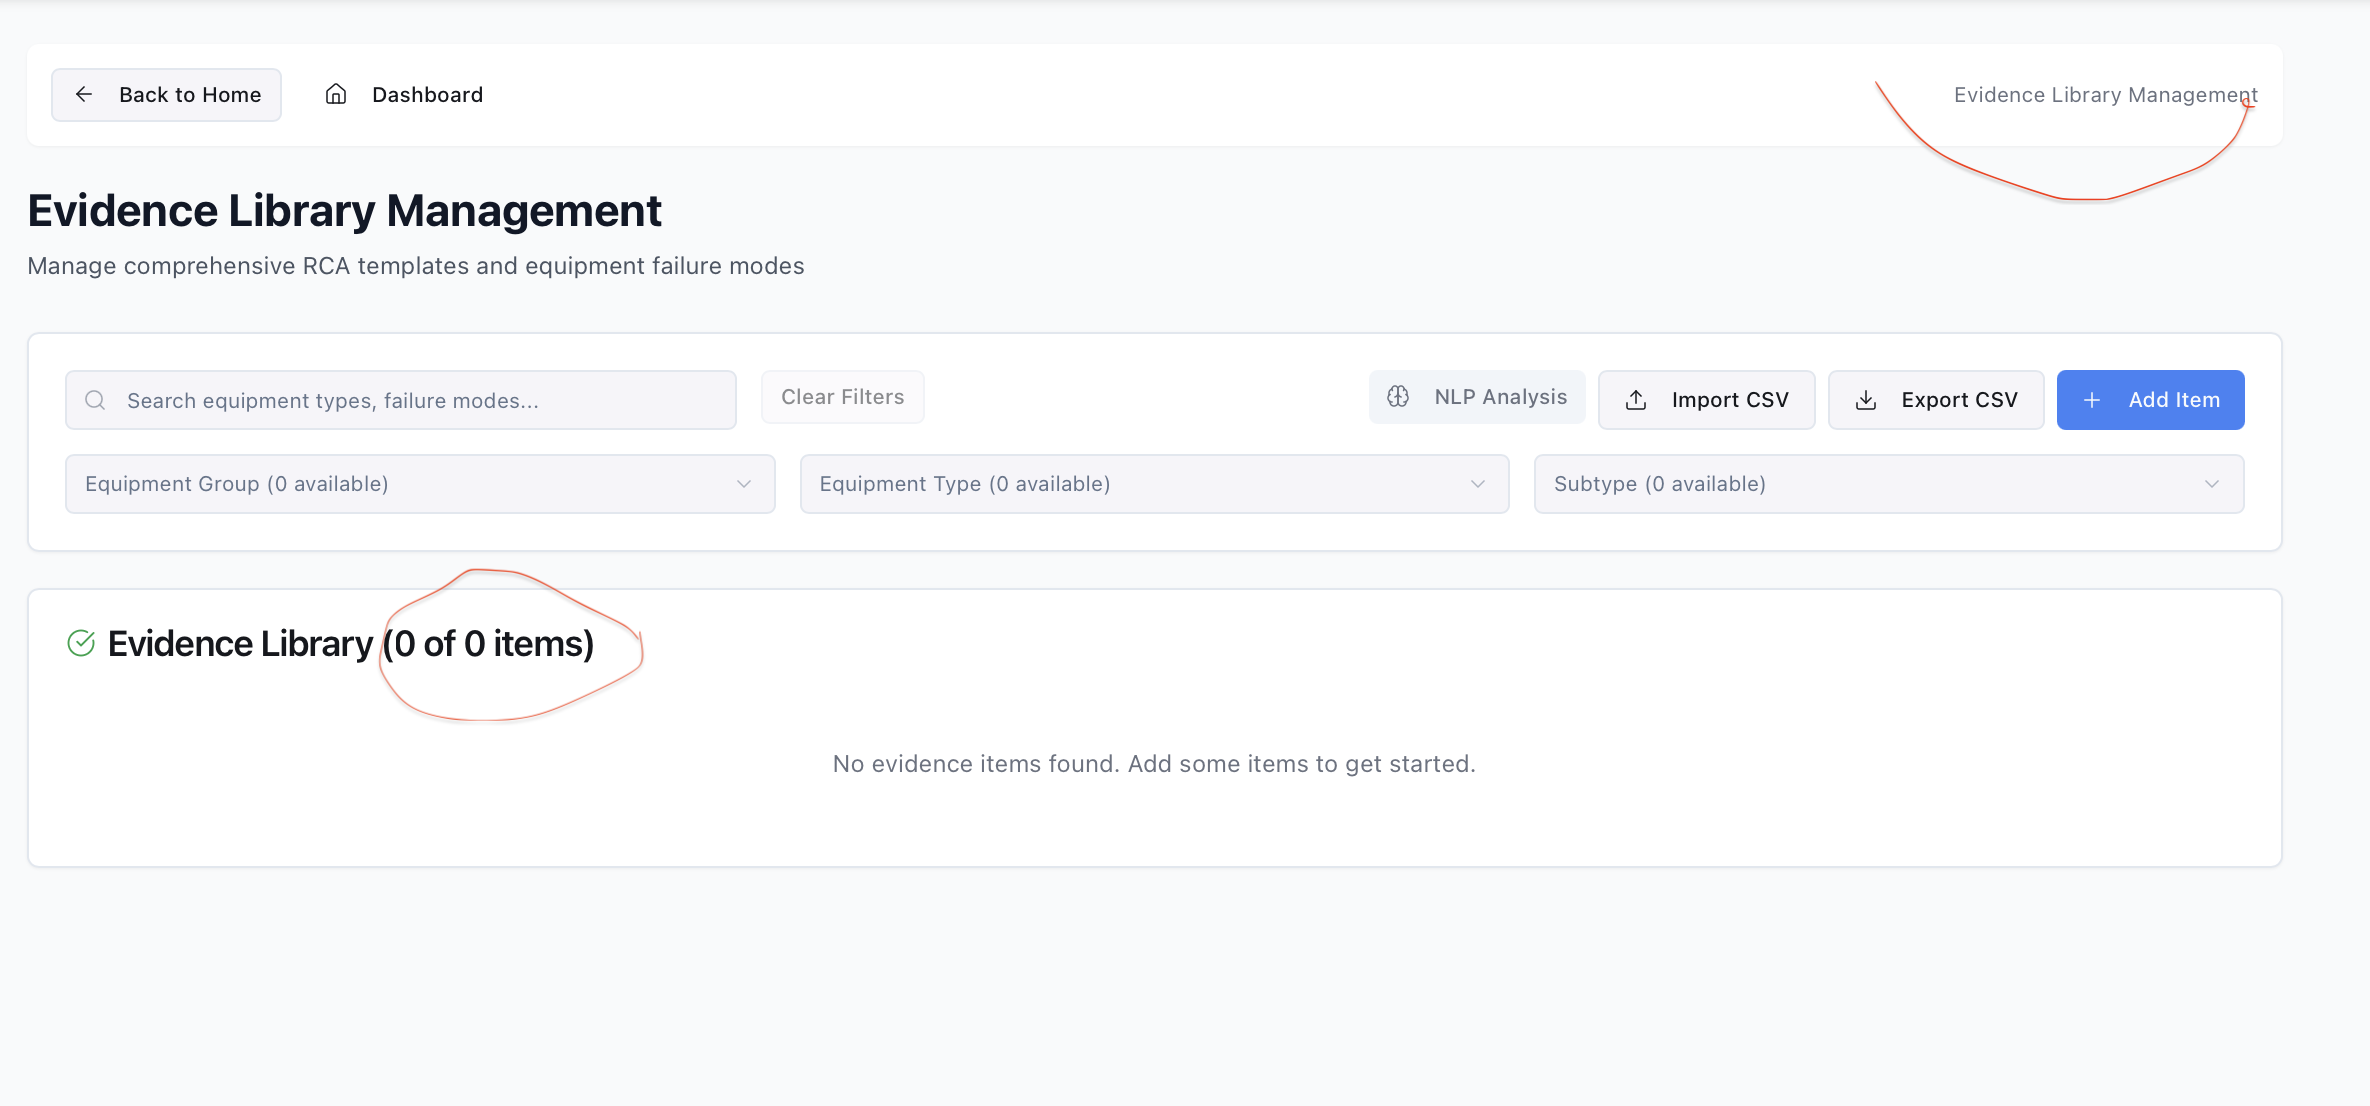 Back to Home
Dashboard
Evidence Library Management
Evidence Library Management
Manage comprehensive RCA templates and equipment failure modes
Search equipment types, failure modes...
Clear Filters
NLP Analysis
Import CSV
Export CSV
Add Item
Equipment Group (0 available)
Equipment Type (0 available)
Subtype (0 available)
Evidence Library (0 of 0 items)
No evidence items found. Add some items to get started.